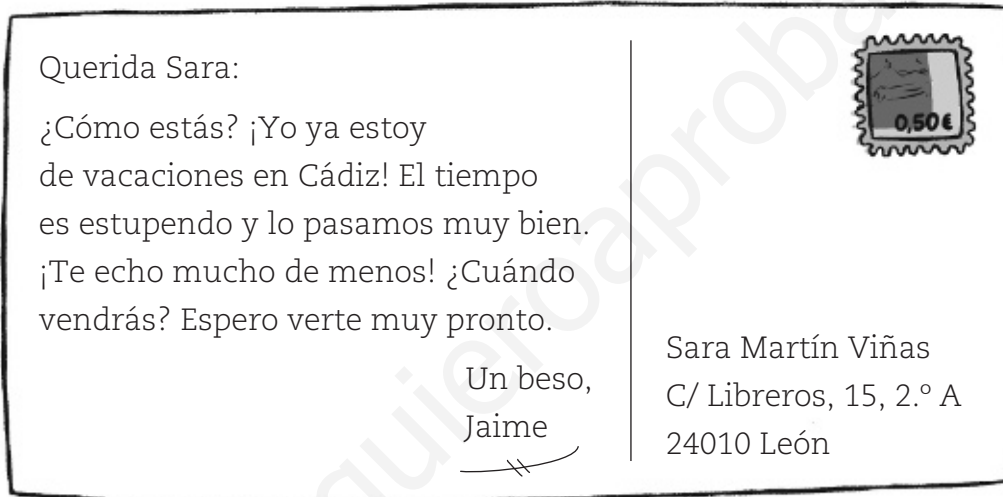 Querida Sara:
¿Cómo estás? ¡Yo ya estoy
de vacaciones en Cádiz! El tiempo
es estupendo y lo pasamos muy bien.
¡Te echo mucho de menos! ¿Cuándo
vendrás? Espero verte muy pronto.
Un beso,
Jaime
0,50 €
Sara Martín Viñas
C/ Libreros, 15, 2.º A
24010 León